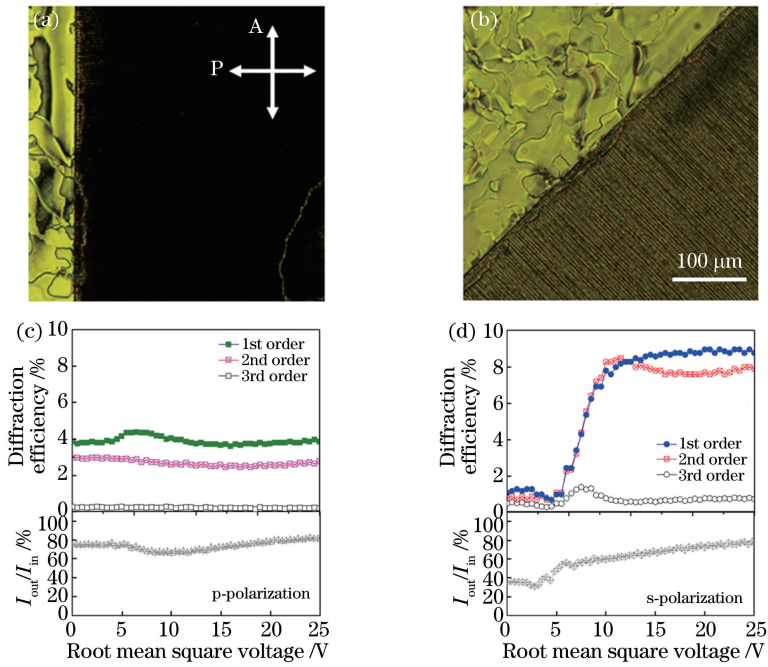 (a)
A
P
(b)
100 μm
(c)
10
8
6
4
2
0
Diffraction
efficiency /%
1st order
2nd order
3rd order
100
80
60
40
20
0
Iout/Iin /%
p-polarization
0 5 10 15 20 25
Root mean square voltage /V
(d)
10
8
6
4
2
0
Diffraction
efficiency /%
1st order
2nd order
3rd order
100
80
60
40
20
0
Iout/Iin /%
s-polarization
0 5 10 15 20 25
Root mean square voltage /V